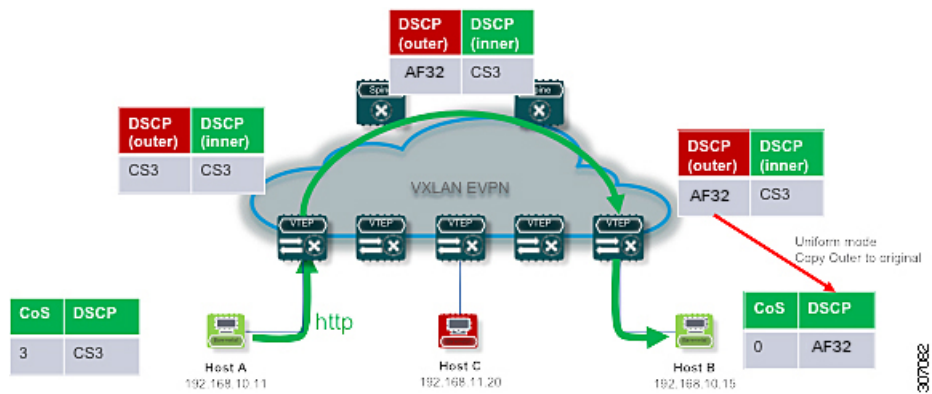 DSCP (outer) DSCP (inner)
AF32 CS3
Spine
DSCP (outer) DSCP (inner)
CS3 CS3
DSCP (outer) DSCP (inner)
AF32 CS3
VXLAN EVPN
VTEP VTEP VTEP VTEP VTEP
Uniform mode
Copy Outer to original
CoS DSCP
3 CS3
http
CoS DSCP
0 AF32
Host A
192.168.10.11
Host C
192.168.11.20
Host B
192.168.10.15
307082